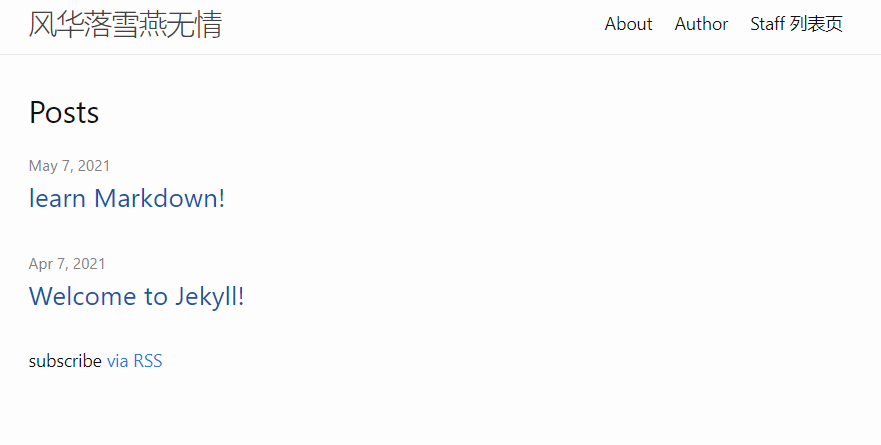 风华落雪燕无情
About Author Staff 列表页
Posts
May 7, 2021
learn Markdown!
Apr 7, 2021
Welcome to Jekyll!
subscribe via RSS